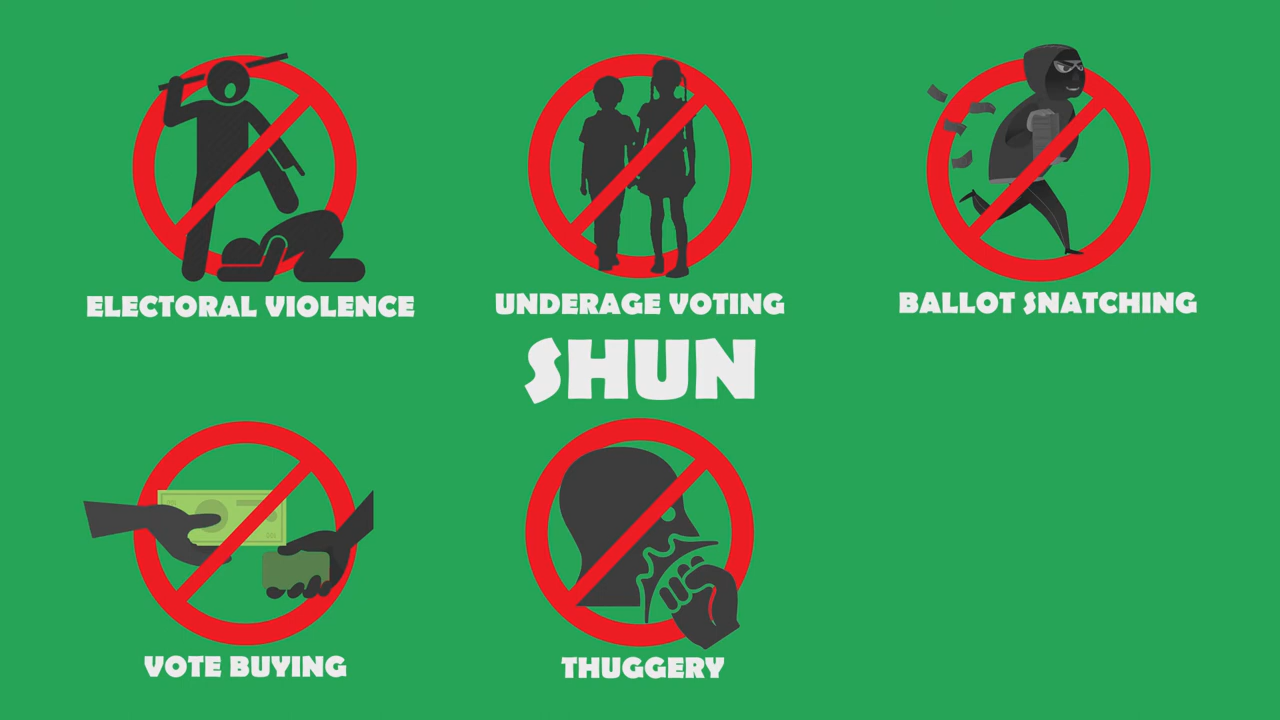 ELECTORAL VIOLENCE
UNDERAGE VOTING
BALLOT SNATCHING
SHUN
VOTE BUYING
THUGGERY